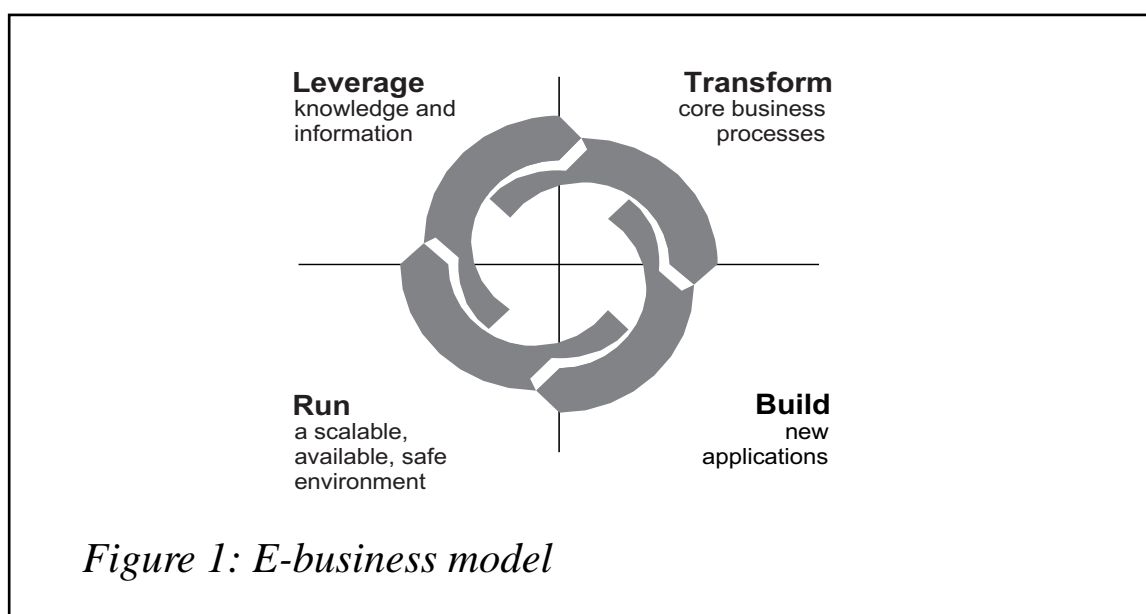 Leverage
knowledge and
information
Transform
core business
processes
Run
a scalable,
available, safe
environment
Build
new
applications
Figure 1: E-business model